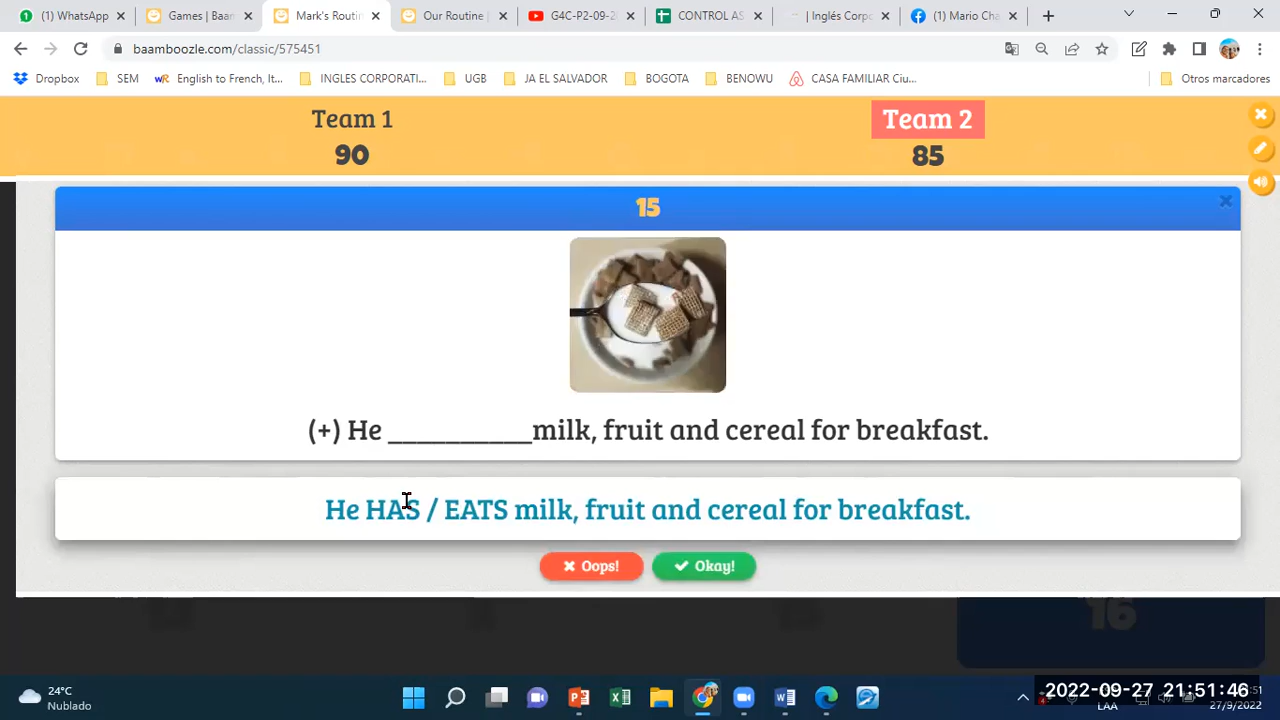 (1) WhatsApp
Games | Baan
Mark's Routin
Our Routine
G4C-P2-09-2
CONTROL AS
| Inglés Corpo
(1) Mario Cha
baamboozle.com/classic/575451
Dropbox
SEM
English to French, It...
INGLES CORPORATI...
UGB
JA EL SALVADOR
BOGOTA
BENOWU
CASA FAMILIAR Ciu...
Otros marcadores
Team 1
90
Team 2
85
15
(+) He __________milk, fruit and cereal for breakfast.
He HAS / EATS milk, fruit and cereal for breakfast.
Oops!
Okay!
16
24°C
Nublado
2022-09-27 21:51:46
LAA
27/9/2022